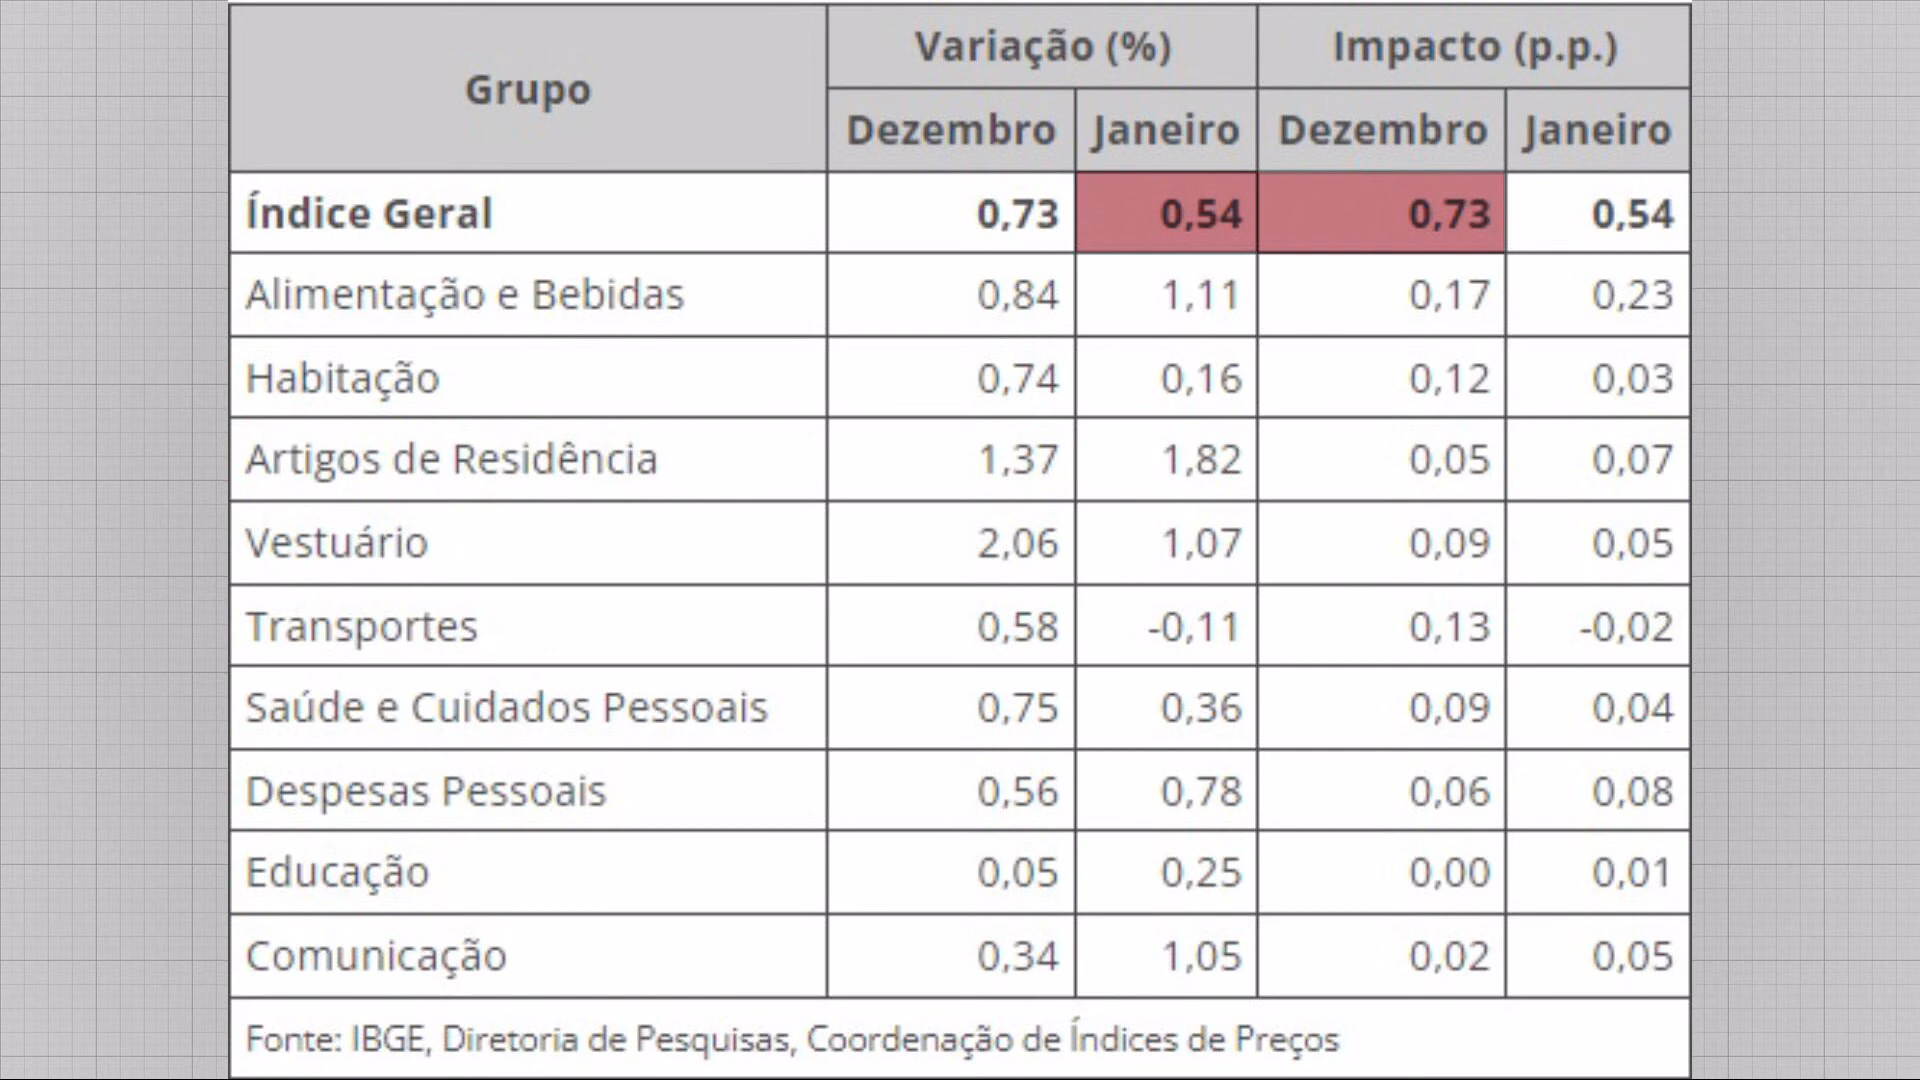 Grupo Variação (%) Impacto (p.p.)
Dezembro Janeiro Dezembro Janeiro
Índice Geral 0,73 0,54 0,73 0,54
Alimentação e Bebidas 0,84 1,11 0,17 0,23
Habitação 0,74 0,16 0,12 0,03
Artigos de Residência 1,37 1,82 0,05 0,07
Vestuário 2,06 1,07 0,09 0,05
Transportes 0,58 -0,11 0,13 -0,02
Saúde e Cuidados Pessoais 0,75 0,36 0,09 0,04
Despesas Pessoais 0,56 0,78 0,06 0,08
Educação 0,05 0,25 0,00 0,01
Comunicação 0,34 1,05 0,02 0,05
Fonte: IBGE, Diretoria de Pesquisas, Coordenação de Índices de Preços